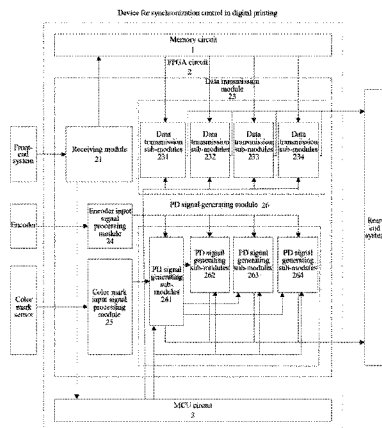 Device for synchronization control in digital printing
Memory circuit
1
FPGA circuit
2
Data transmission
module
23
Front-
end
system
Receiving module
21
Data
transmission
sub-modules
231
Data
transmission
sub-modules
232
Data
transmission
sub-modules
233
Data
transmission
sub-modules
234
Rear-
end
system
Encoder
Encoder input
signal
processing
module
24
PD signal-generating module 26
Color
mark
sensor
Color mark
input signal
processing
module
25
PD signal
generating
sub-
modules
261
PD signal
generating
sub-modules
262
PD signal
generating
sub-modules
263
PD signal
generating
sub-modules
264
MCU circuit
3